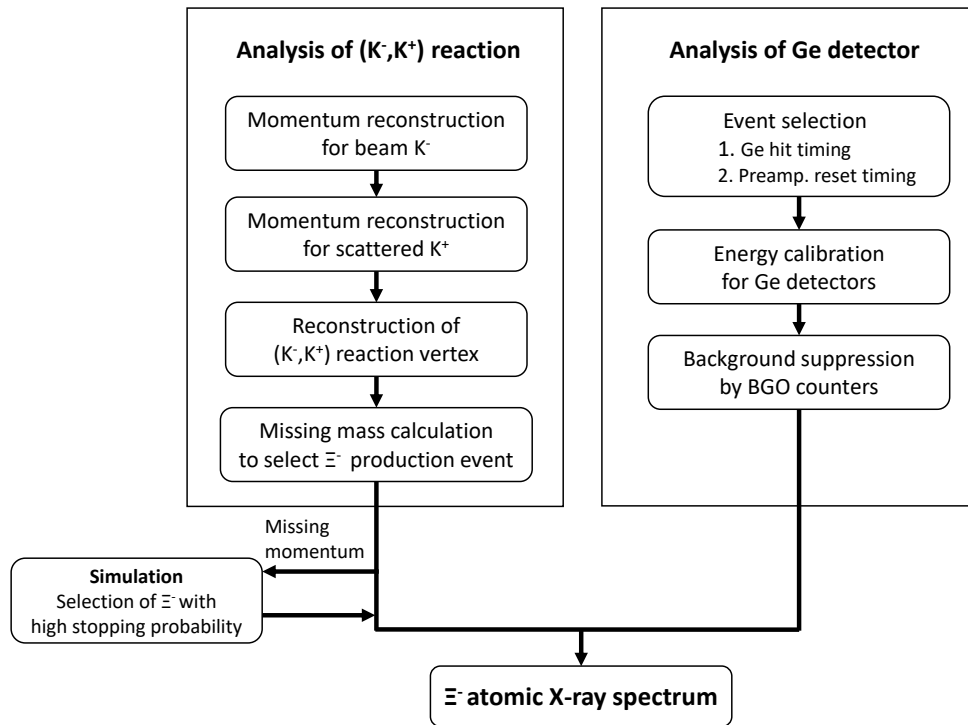 Analysis of (K⁻,K⁺) reaction
Momentum reconstruction
for beam K⁻
Momentum reconstruction
for scattered K⁺
Reconstruction of
(K⁻,K⁺) reaction vertex
Missing mass calculation
to select Ξ⁻ production event
Missing
momentum
Simulation
Selection of Ξ⁻ with
high stopping probability
Analysis of Ge detector
Event selection
1. Ge hit timing
2. Preamp. reset timing
Energy calibration
for Ge detectors
Background suppression
by BGO counters
Ξ⁻ atomic X-ray spectrum